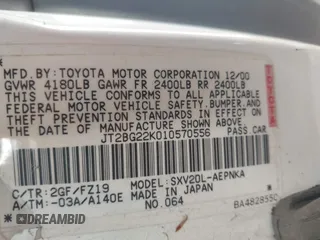 MFD.BY:TOYOTA MOTOR CORPORATION 12/00
GVWR 4180LB GAWR FR 2400LB RR 2400LB
THIS VEHICLE CONFORMS TO ALL APPLICABLE
FEDERAL MOTOR VEHICLE SAFETY,BUMPER,AND
THEFT PREVENTION STANDARDS IN EFFECT ON
THE DATE OF MANUFACTURE SHOWN ABOVE.
JT2BG22K010570556 PASS.CAR
C/TR:2GF/FZ19 MODEL:SXV20L-AEPNKA
A/TM:-03A/A140E MADE IN JAPAN
NO.064
TOYOTA